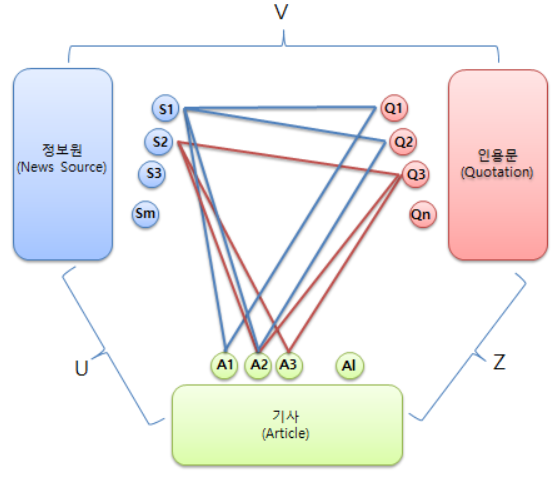 V
정보원
(News Source)
S1
S2
S3
Sm
Q1
Q2
Q3
Qn
인용문
(Quotation)
U
Z
A1
A2
A3
Al
기사
(Article)